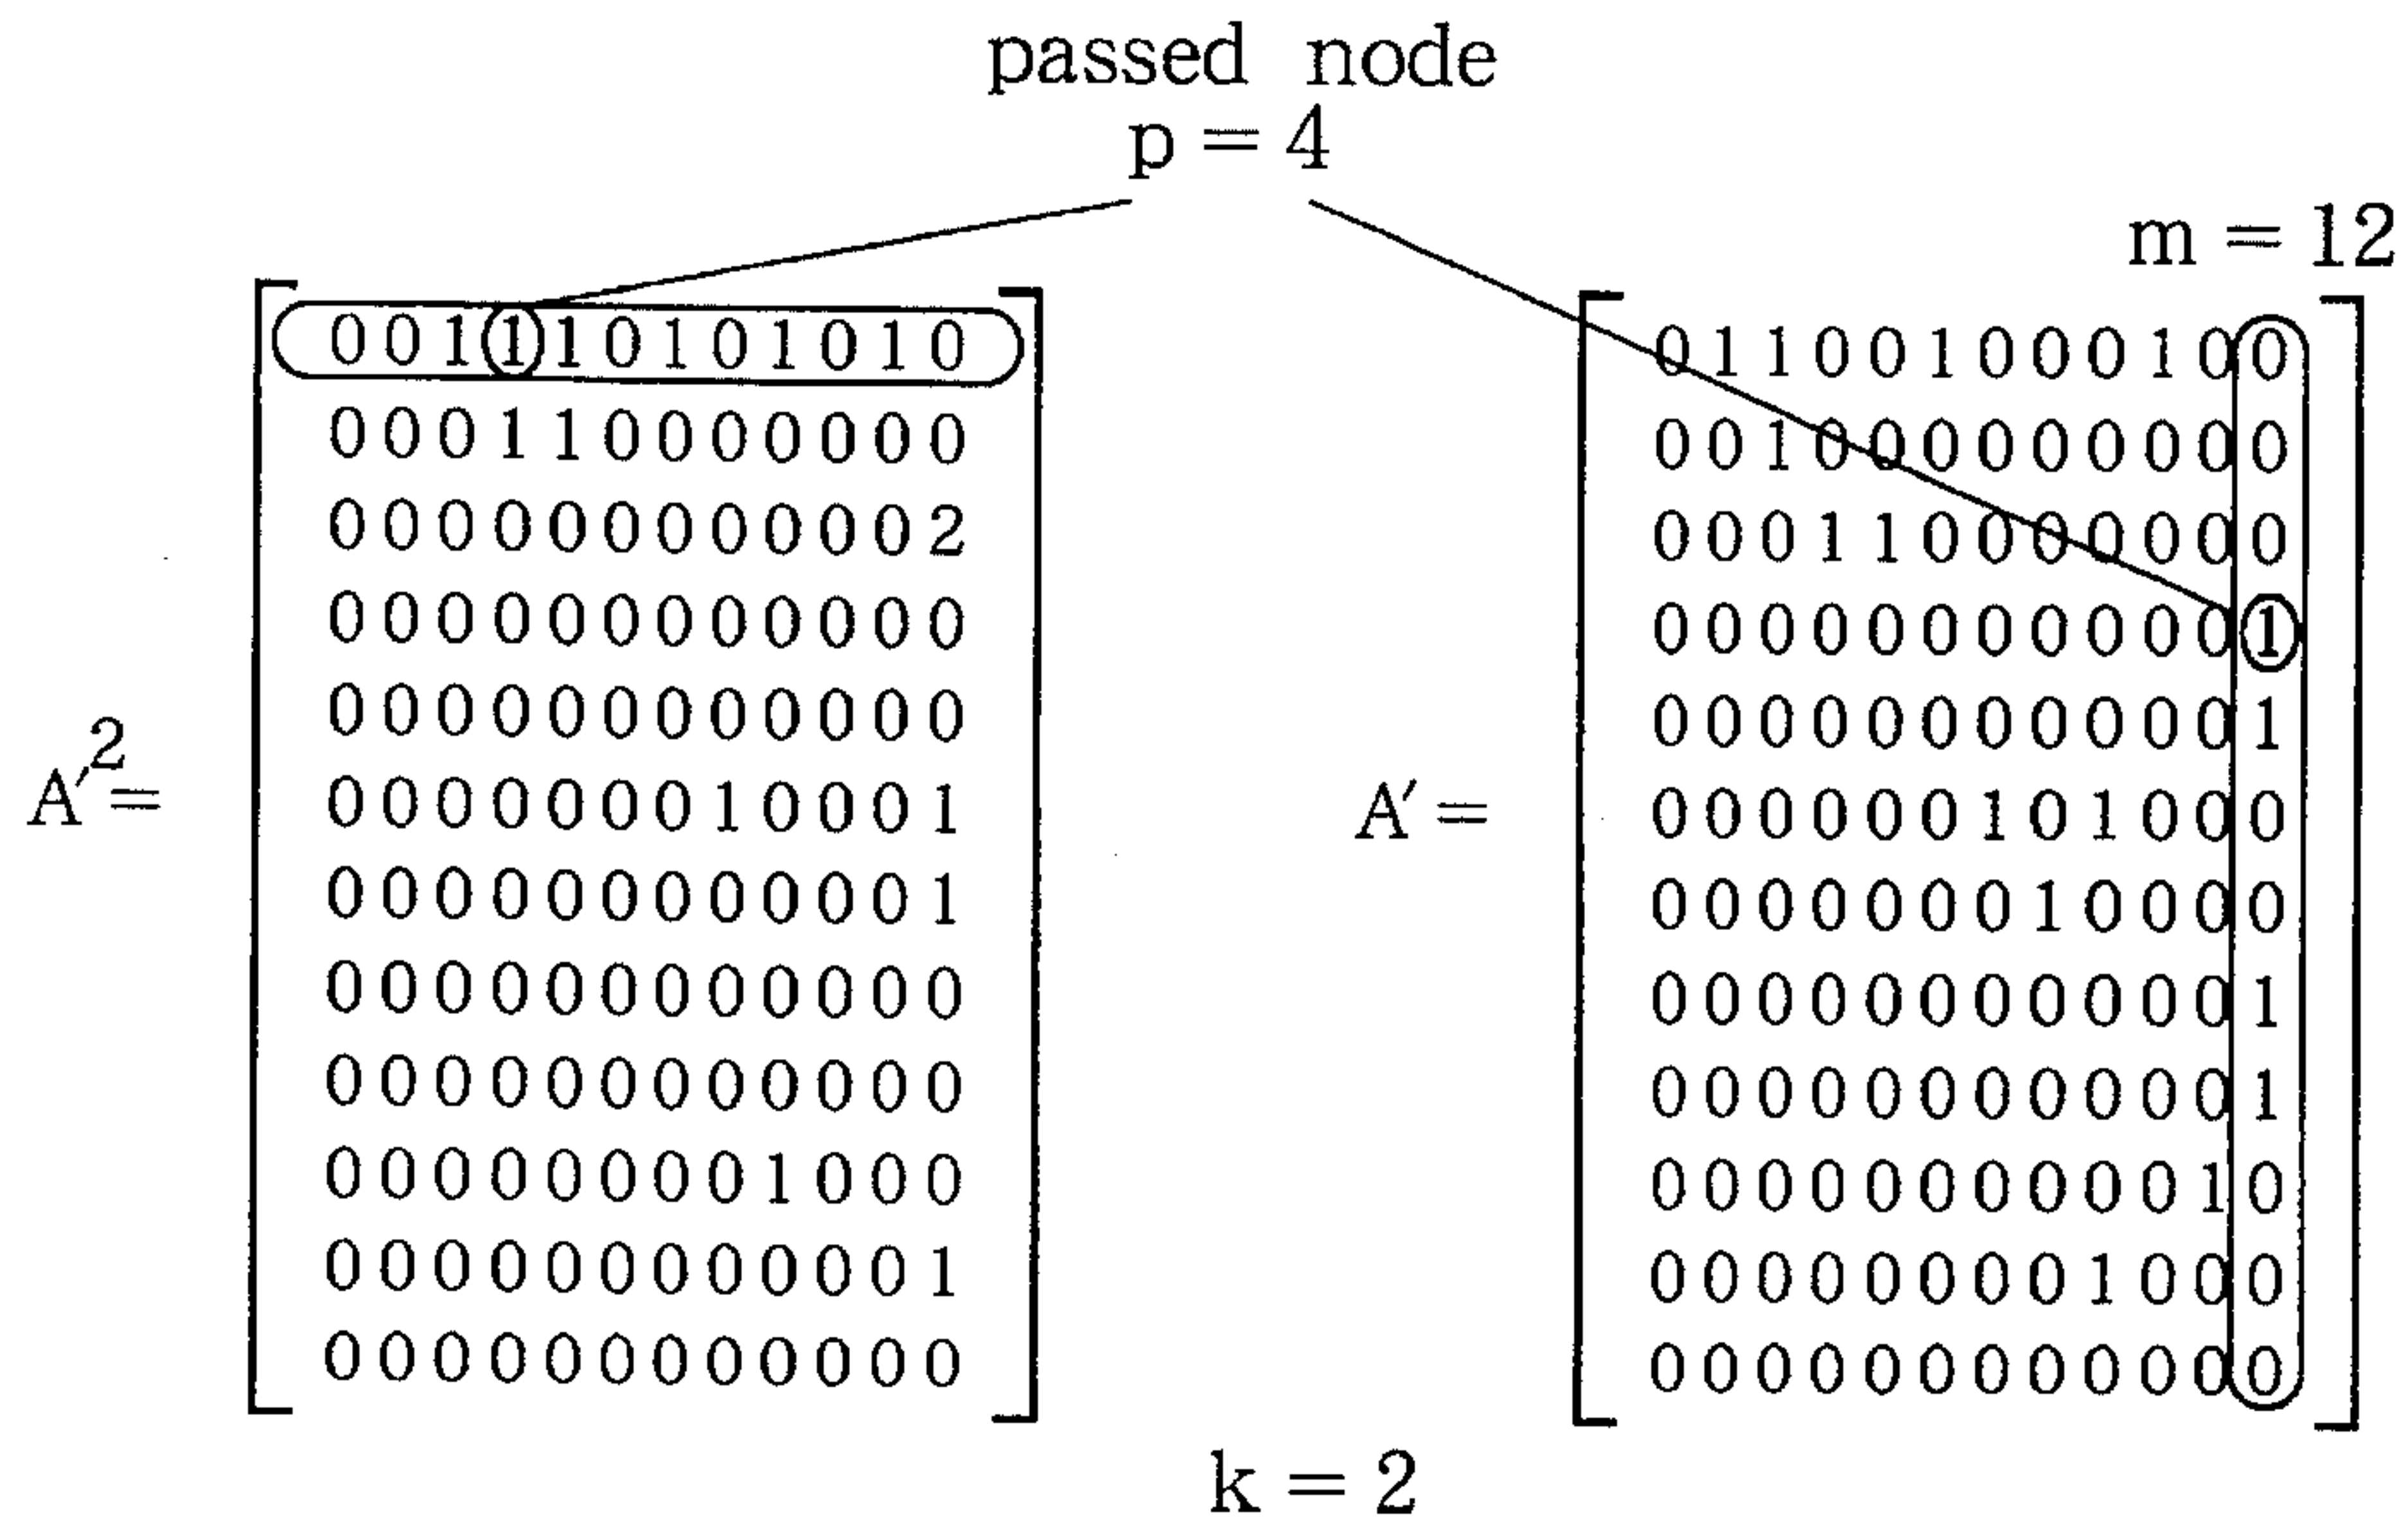 passed node
p = 4
m = 12
A′²=
0 0 1 1 1 0 1 0 1 0 1 0
0 0 0 1 1 0 0 0 0 0 0 0
0 0 0 0 0 0 0 0 0 0 0 2
0 0 0 0 0 0 0 0 0 0 0 0
0 0 0 0 0 0 0 0 0 0 0 0
0 0 0 0 0 0 0 1 0 0 0 1
0 0 0 0 0 0 0 0 0 0 0 1
0 0 0 0 0 0 0 0 0 0 0 0
0 0 0 0 0 0 0 0 0 0 0 0
0 0 0 0 0 0 0 0 1 0 0 0
0 0 0 0 0 0 0 0 0 0 0 1
0 0 0 0 0 0 0 0 0 0 0 0
A′=
0 1 1 0 0 1 0 0 0 1 0 0
0 0 1 0 0 0 0 0 0 0 0 0
0 0 0 1 1 0 0 0 0 0 0 0
0 0 0 0 0 0 0 0 0 0 0 1
0 0 0 0 0 0 0 0 0 0 0 1
0 0 0 0 0 0 1 0 1 0 0 0
0 0 0 0 0 0 0 1 0 0 0 0
0 0 0 0 0 0 0 0 0 0 0 1
0 0 0 0 0 0 0 0 0 0 0 1
0 0 0 0 0 0 0 0 0 0 1 0
0 0 0 0 0 0 0 0 1 0 0 0
0 0 0 0 0 0 0 0 0 0 0 0
k = 2